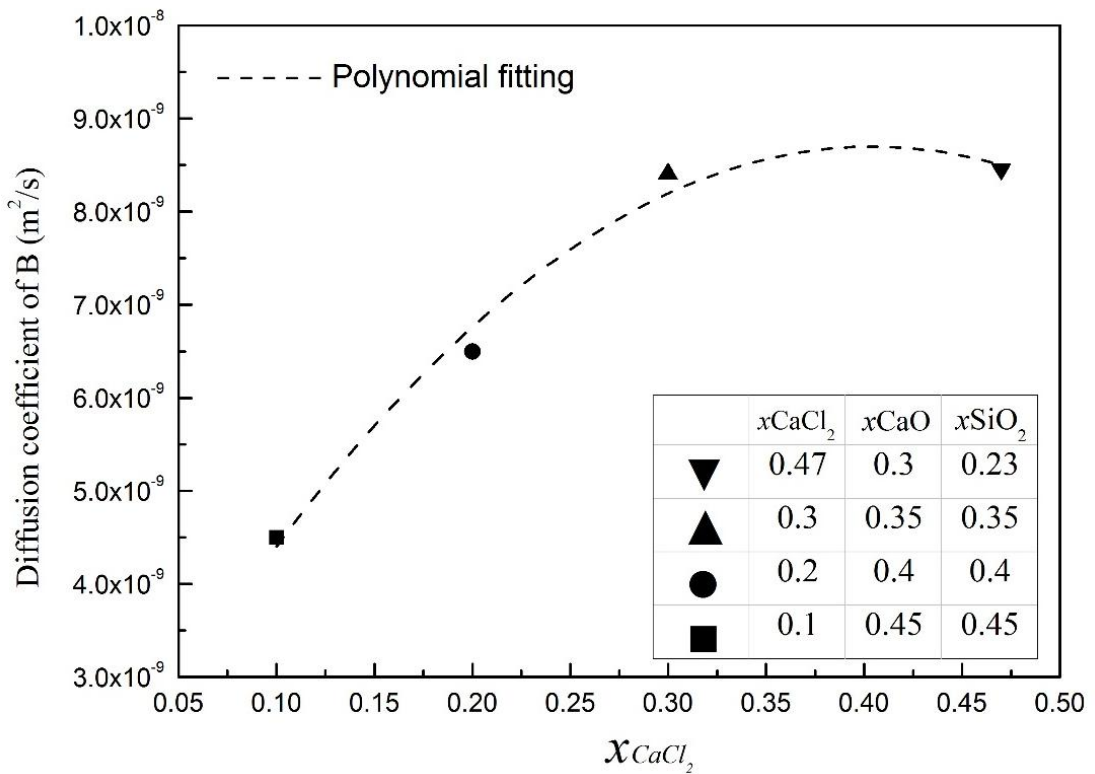 1.0x10⁻⁸
9.0x10⁻⁹
8.0x10⁻⁹
7.0x10⁻⁹
6.0x10⁻⁹
5.0x10⁻⁹
4.0x10⁻⁹
3.0x10⁻⁹
Diffusion coefficient of B (m²/s)
Polynomial fitting
xCaCl₂ xCaO xSiO₂
0.47 0.3 0.23
0.3 0.35 0.35
0.2 0.4 0.4
0.1 0.45 0.45
0.05 0.10 0.15 0.20 0.25 0.30 0.35 0.40 0.45 0.50
x CaCl₂